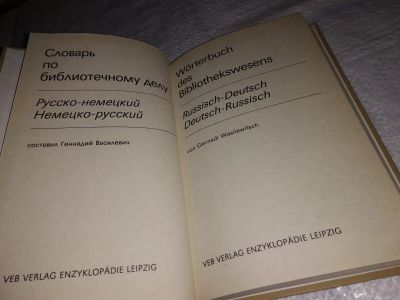 Словарь
по
библиотечному делу
Русско-немецкий
Немецко-русский
составил Геннадий Василевич
VEB VERLAG ENZYKLOPÄDIE LEIPZIG
Wörterbuch
des
Bibliothekswesens
Russisch-Deutsch
Deutsch-Russisch
von Gennadi Wasilewitsch
VEB VERLAG ENZYKLOPÄDIE LEIPZIG